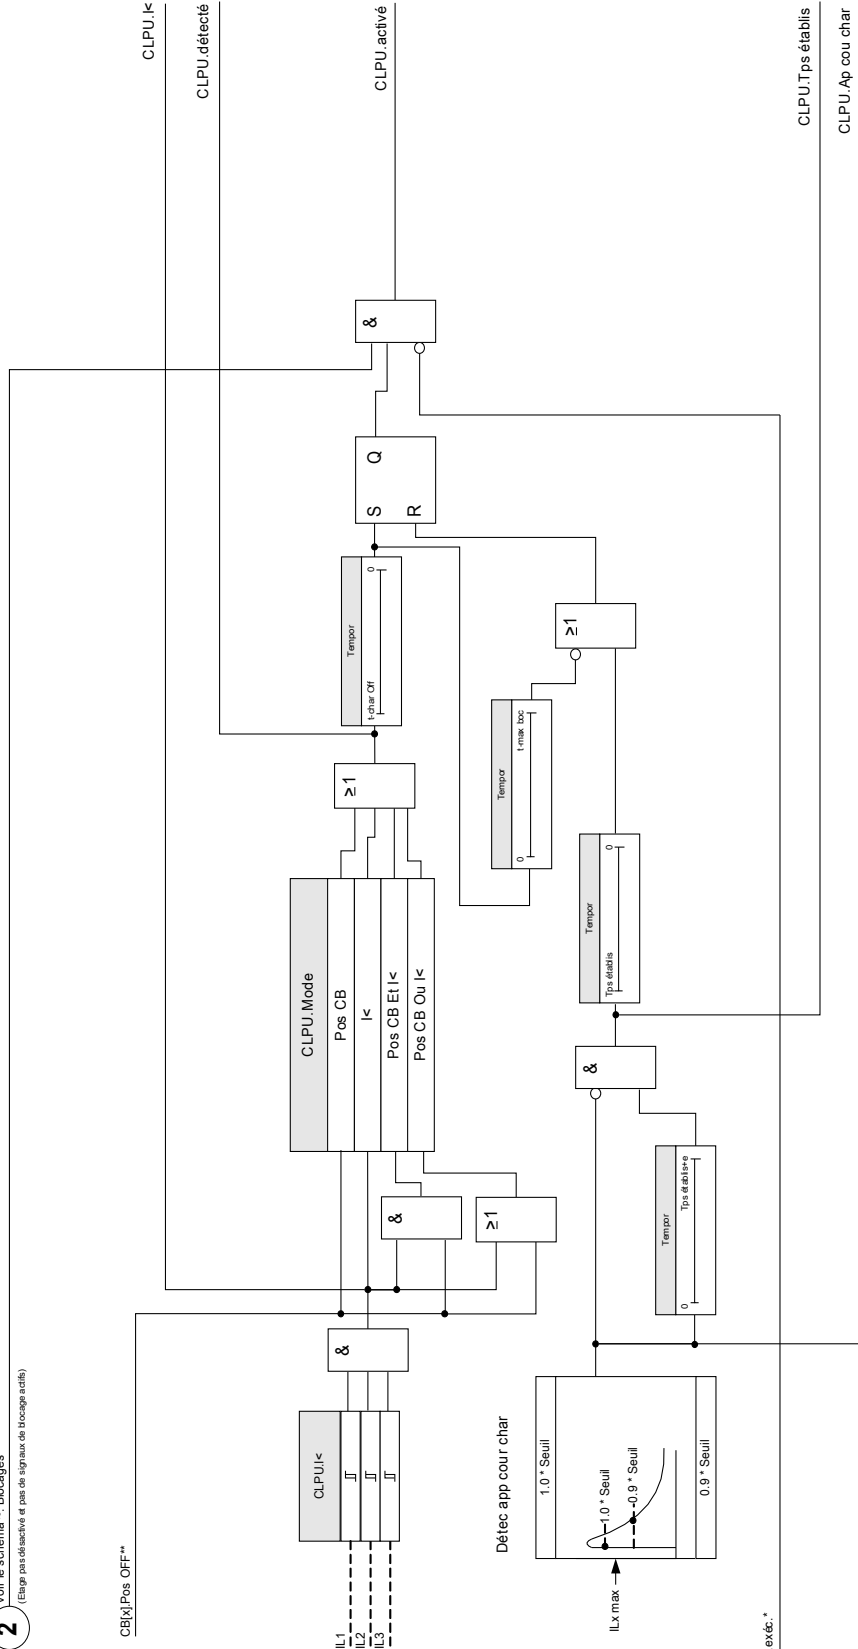 2
Voir le schéma *: Blocages
(Etage pas désactivé et pas de signaux de blocage actifs)
CLPU.I<
CLPU.détecté
CLPU.activé
CLPU.Tps établis
CLPU.Ap cou char
CB[x].Pos OFF**
IL1
IL2
IL3
CLPU.I<
&
CLPU.Mode
Pos CB
I<
Pos CB Et I<
Pos CB Ou I<
&
≥1
≥1
Tempor
t-char Off
0
S
Q
R
&
Tempor
0
t-max bloc
≥1
Détec app cour char
1.0 * Seuil
1.0 * Seuil
0.9 * Seuil
0.9 * Seuil
ILx max
Tempor
0
Tps établis+e
&
Tempor
Tps établis
0
.exéc.*